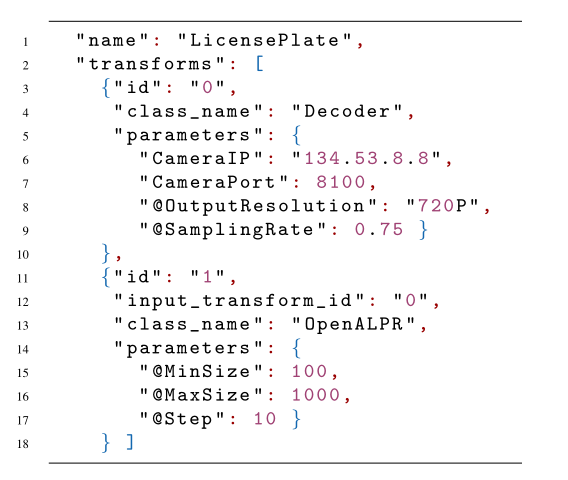 1 "name": "LicensePlate",
2 "transforms": [
3 {"id": "0",
4 "class_name": "Decoder",
5 "parameters": {
6 "CameraIP": "134.53.8.8",
7 "CameraPort": 8100,
8 "@OutputResolution": "720P",
9 "@SamplingRate": 0.75 }
10 },
11 {"id": "1",
12 "input_transform_id": "0",
13 "class_name": "OpenALPR",
14 "parameters": {
15 "@MinSize": 100,
16 "@MaxSize": 1000,
17 "@Step": 10 }
18 } ]